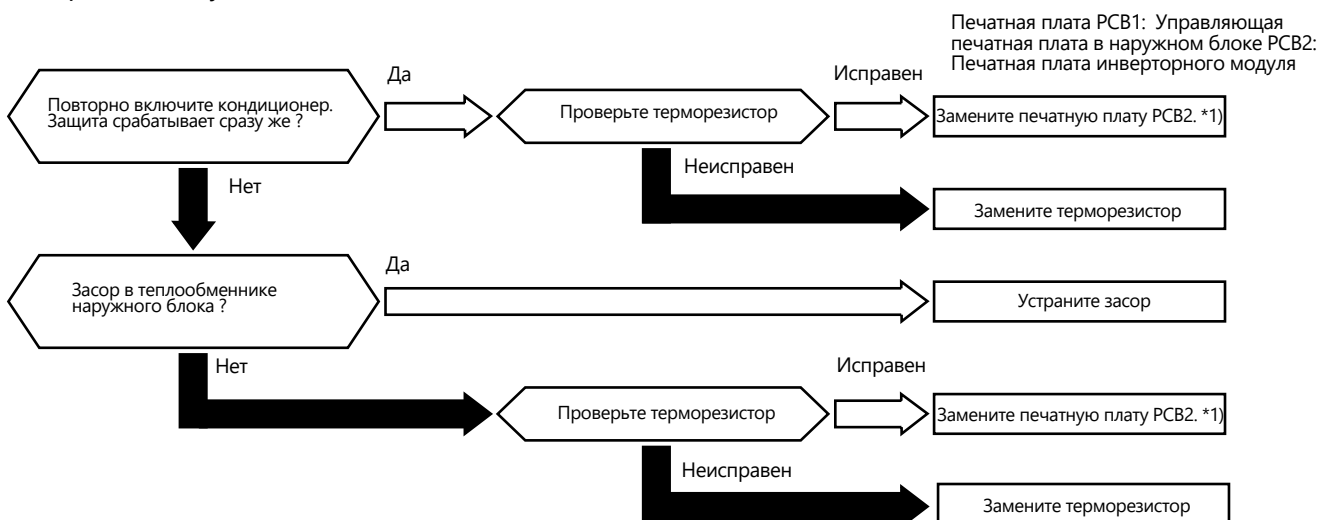 Печатная плата PCB1: Управляющая
печатная плата в наружном блоке PCB2:
Печатная плата инверторного модуля
Да
Исправен
Повторно включите кондиционер.
Защита срабатывает сразу же ?
Проверьте терморезистор
Замените печатную плату PCB2. *1)
Нет
Неисправен
Замените терморезистор
Да
Засор в теплообменнике
наружного блока ?
Устраните засор
Нет
Исправен
Проверьте терморезистор
Замените печатную плату PCB2. *1)
Неисправен
Замените терморезистор